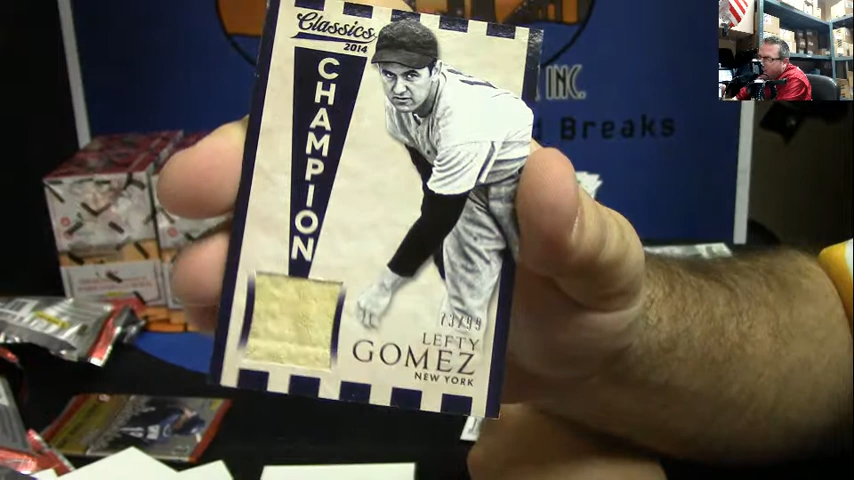 Classics
2014
CHAMPION
INC.
Breaks
73/99
LEFTY
GOMEZ
NEW YORK